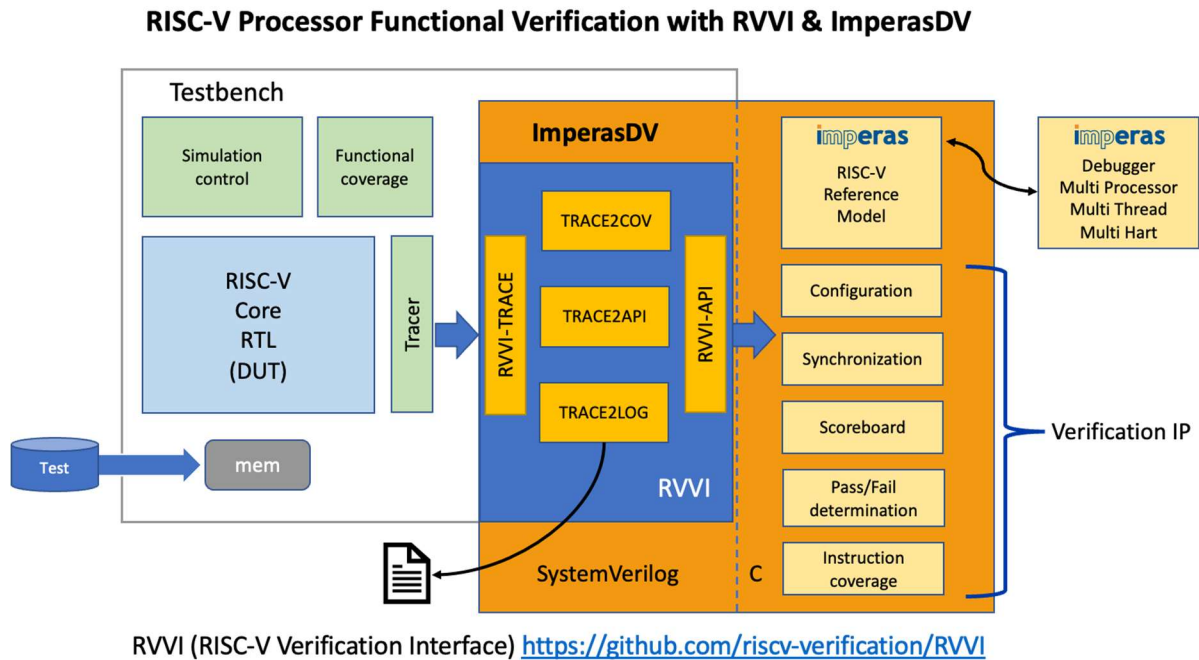 RISC-V Processor Functional Verification with RVVI & ImperasDV
Testbench
Simulation
control
Functional
coverage
RISC-V
Core
RTL
(DUT)
Tracer
Test
mem
ImperasDV
RVVI-TRACE
TRACE2COV
TRACE2API
TRACE2LOG
RVVI-API
RVVI
SystemVerilog
C
imperas
RISC-V
Reference
Model
Configuration
Synchronization
Scoreboard
Pass/Fail
determination
Instruction
coverage
imperas
Debugger
Multi Processor
Multi Thread
Multi Hart
Verification IP
RVVI (RISC-V Verification Interface) https://github.com/riscv-verification/RVVI